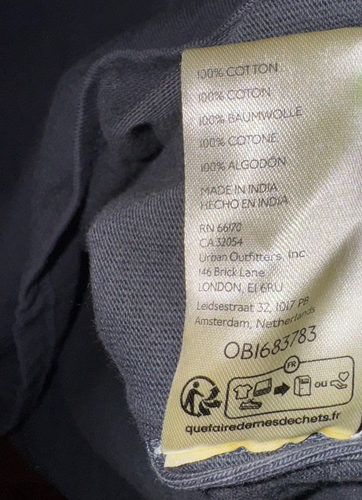 100% COTTON
100% COTON
100% BAUMWOLLE
100% COTONE
100% ALGODÓN
MADE IN INDIA
HECHO EN INDIA
RN 66170
CA 32054
Urban Outfitters, Inc
146 Brick Lane
LONDON, E1 6RU
Leidsestraat 32, 1017 PB
Amsterdam, Netherlands
OB1683783
FR
ou
quefairedemesdechets.fr